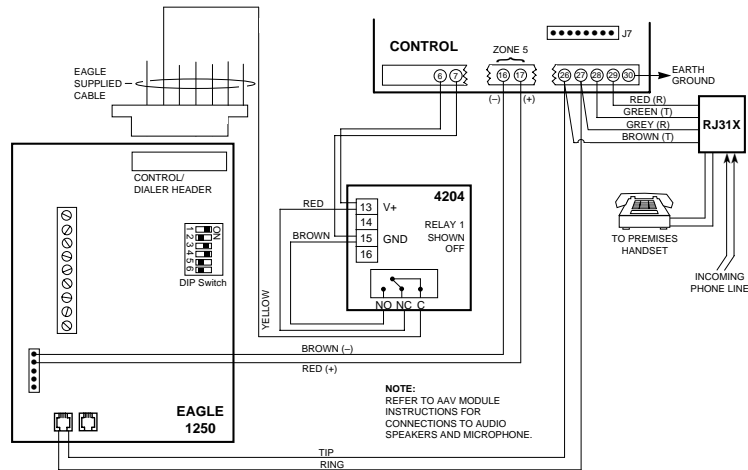 CONTROL
ZONE 5
J7
6 7 16 17 26 27 28 29 30
EARTH
GROUND
(–) (+)
EAGLE
SUPPLIED
CABLE
RED (R)
GREEN (T)
GREY (R)
BROWN (T)
RJ31X
CONTROL/
DIALER HEADER
ON
1 2 3 4 5 6
DIP Switch
RED
BROWN
YELLOW
4204
13 V+
14
15 GND
16
RELAY 1
SHOWN
OFF
NO NC C
TO PREMISES
HANDSET
INCOMING
PHONE LINE
BROWN (–)
RED (+)
NOTE:
REFER TO AAV MODULE
INSTRUCTIONS FOR
CONNECTIONS TO AUDIO
SPEAKERS AND MICROPHONE.
EAGLE
1250
TIP
RING